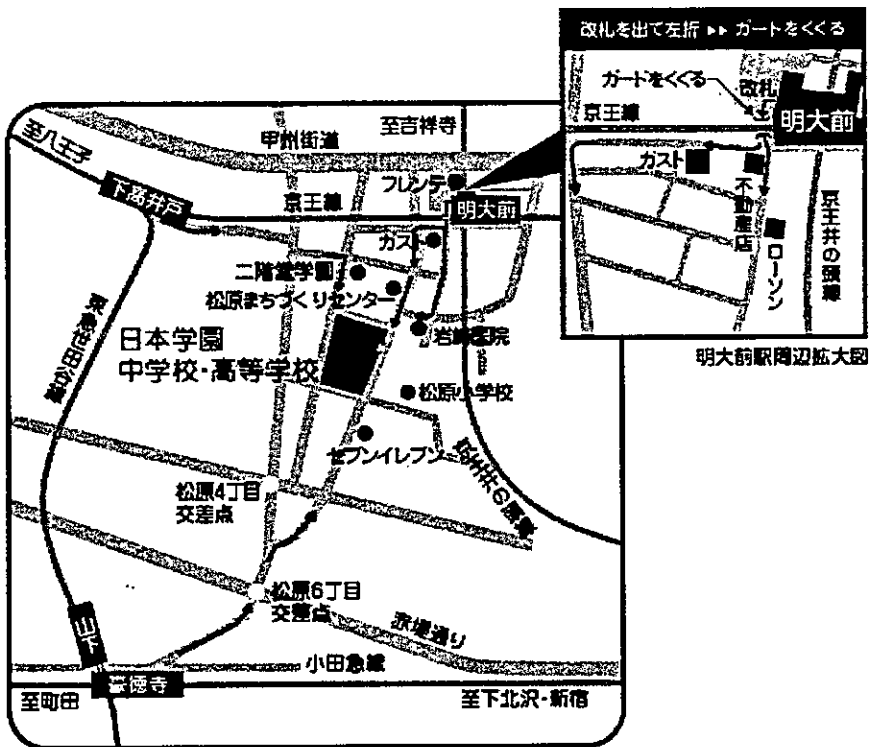 改札を出て左折 ▶▶ ガードをくぐる
ガードをくぐる
改札
京王線
明大前
ガスト
不動産店
ローソン
京王井の頭線
明大前駅周辺拡大図
至八王子
甲州街道
至吉祥寺
フレンテ
下高井戸
京王線
明大前
ガスト
二階堂学園
松原まちづくりセンター
日本学園
中学校・高等学校
松原小学校
セブンイレブン
京王井の頭線
東急世田谷線
松原4丁目
交差点
松原6丁目
交差点
赤堤通り
山下
小田急線
豪徳寺
至町田
至下北沢・新宿